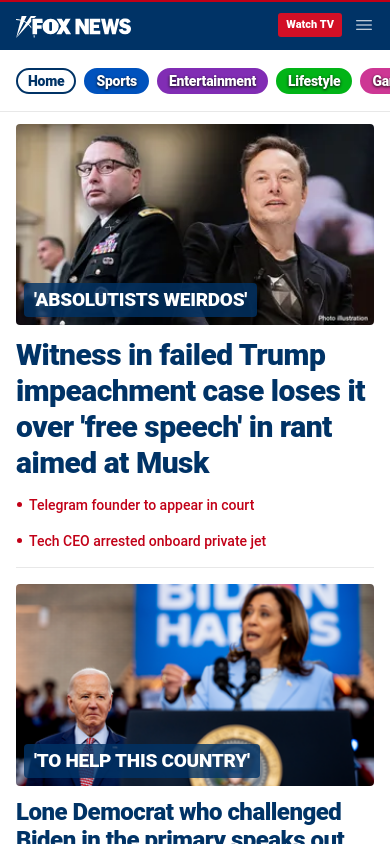 FOX NEWS
Watch TV
Home
Sports
Entertainment
Lifestyle
Ga
'ABSOLUTISTS WEIRDOS'
Photo illustration
Witness in failed Trump
impeachment case loses it
over 'free speech' in rant
aimed at Musk
• Telegram founder to appear in court
• Tech CEO arrested onboard private jet
BIDEN
HARRIS
'TO HELP THIS COUNTRY'
Lone Democrat who challenged
Biden in the primary speaks out